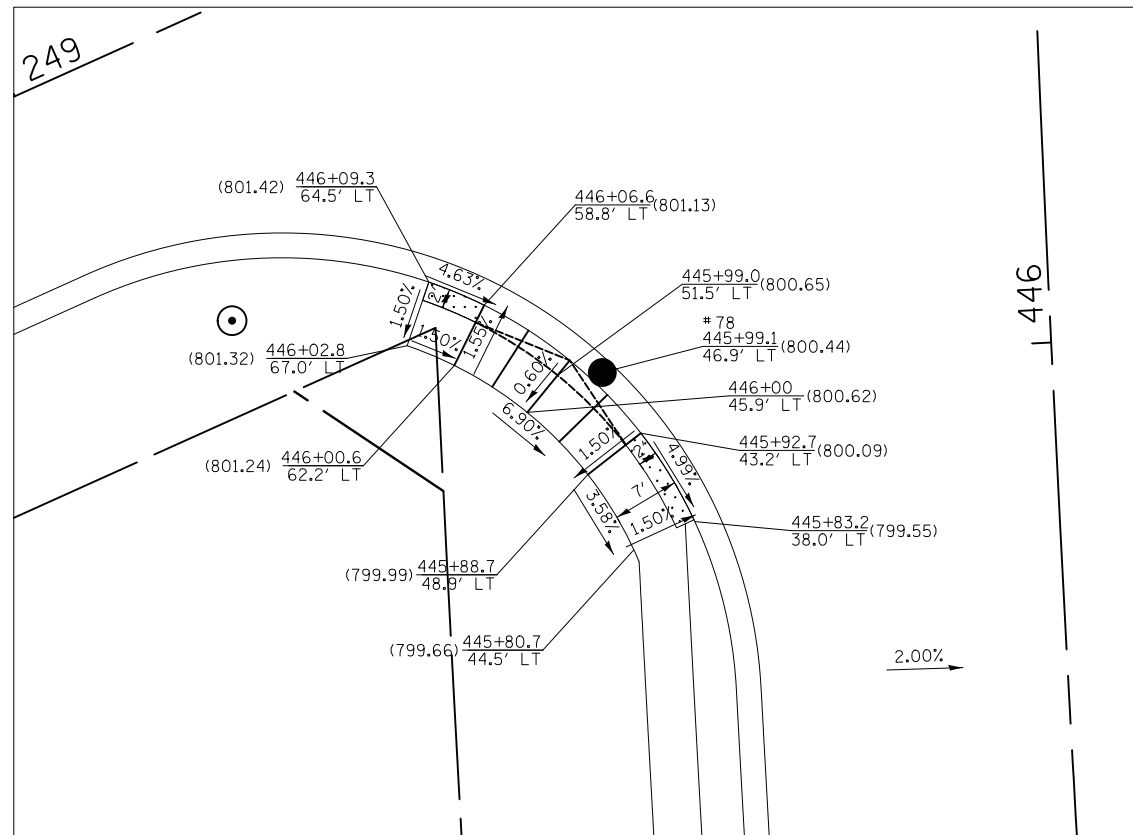 249
(801.42) 446+09.3
64.5' LT
446+06.6 (801.13)
58.8' LT
4.63%
445+99.0 (800.65)
51.5' LT
1.50%
2'
1.50%
1.55%
#78
445+99.1 (800.44)
46.9' LT
446
(801.32) 446+02.8
67.0' LT
0.60%
446+00 (800.62)
45.9' LT
6.90%
1.50%
2'
4.99%
445+92.7 (800.09)
43.2' LT
(801.24) 446+00.6
62.2' LT
7'
3.58%
1.50%
445+83.2 (799.55)
38.0' LT
(799.99) 445+88.7
48.9' LT
(799.66) 445+80.7
44.5' LT
2.00%